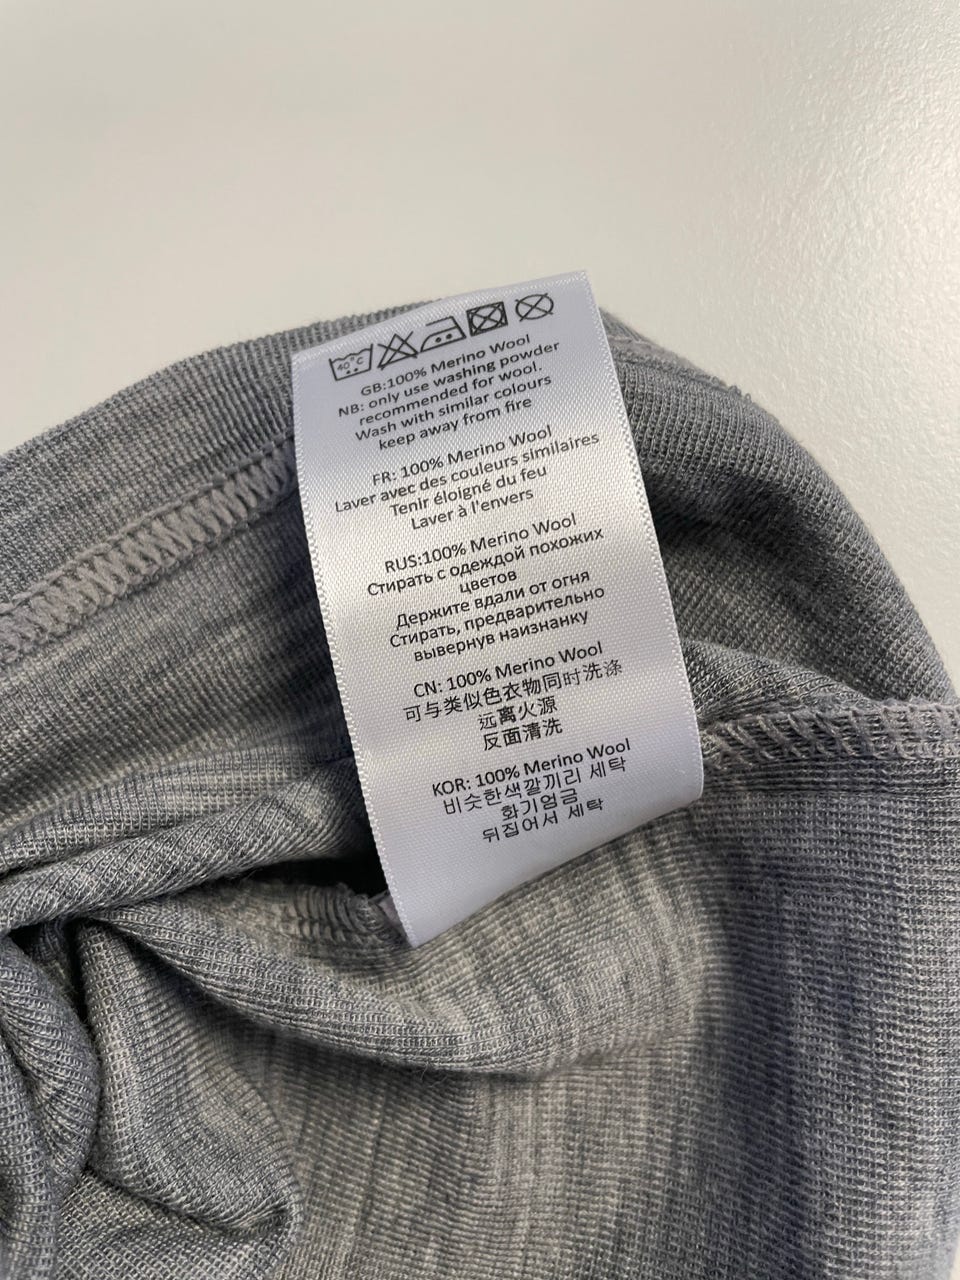 40°C
GB:100% Merino Wool
NB: only use washing powder
recommended for wool.
Wash with similar colours
keep away from fire
FR: 100% Merino Wool
Laver avec des couleurs similaires
Tenir éloigné du feu
Laver à l'envers
RUS:100% Merino Wool
Стирать с одеждой похожих
цветов
Держите вдали от огня
Стирать, предварительно
вывернув наизнанку
CN: 100% Merino Wool
可与类似色衣物同时洗涤
远离火源
反面清洗
KOR: 100% Merino Wool
비슷한색깔끼리 세탁
화기엄금
뒤집어서 세탁